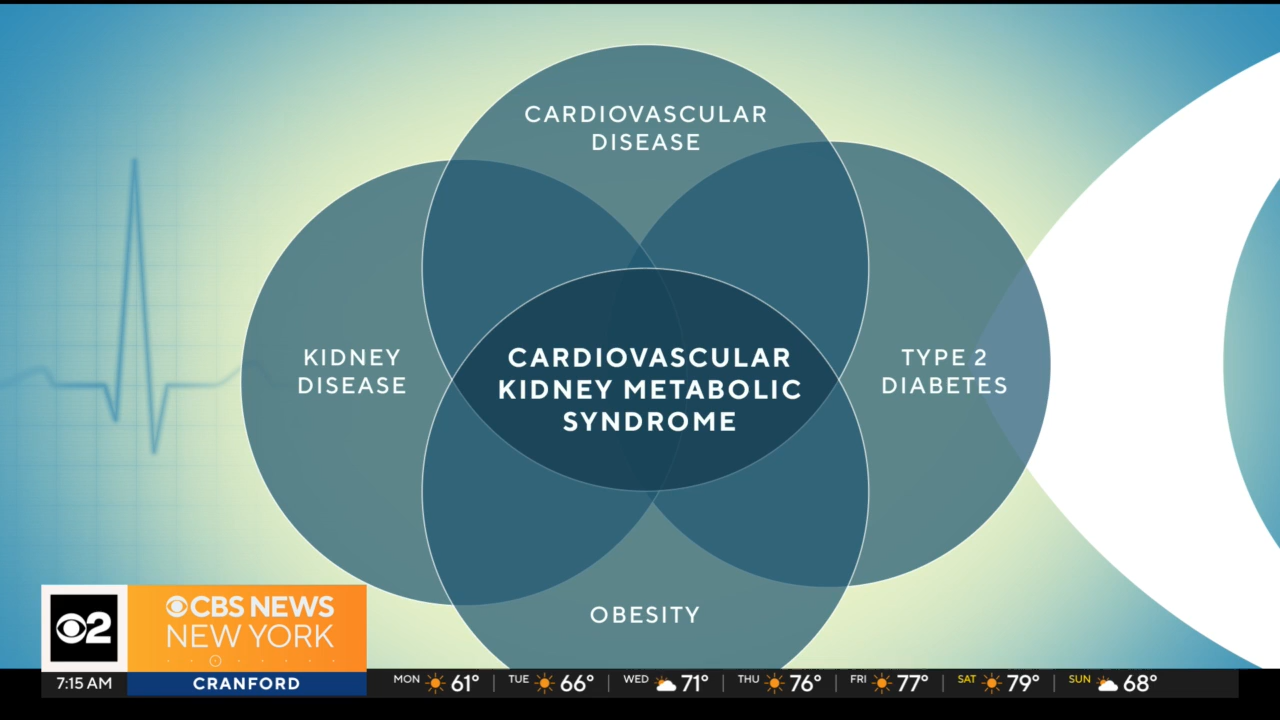 CARDIOVASCULAR
DISEASE
KIDNEY
DISEASE
CARDIOVASCULAR
KIDNEY METABOLIC
SYNDROME
TYPE 2
DIABETES
OBESITY
2
CBS NEWS
NEW YORK
7:15 AM
CRANFORD
MON 61° TUE 66° WED 71° THU 76° FRI 77° SAT 79° SUN 68°